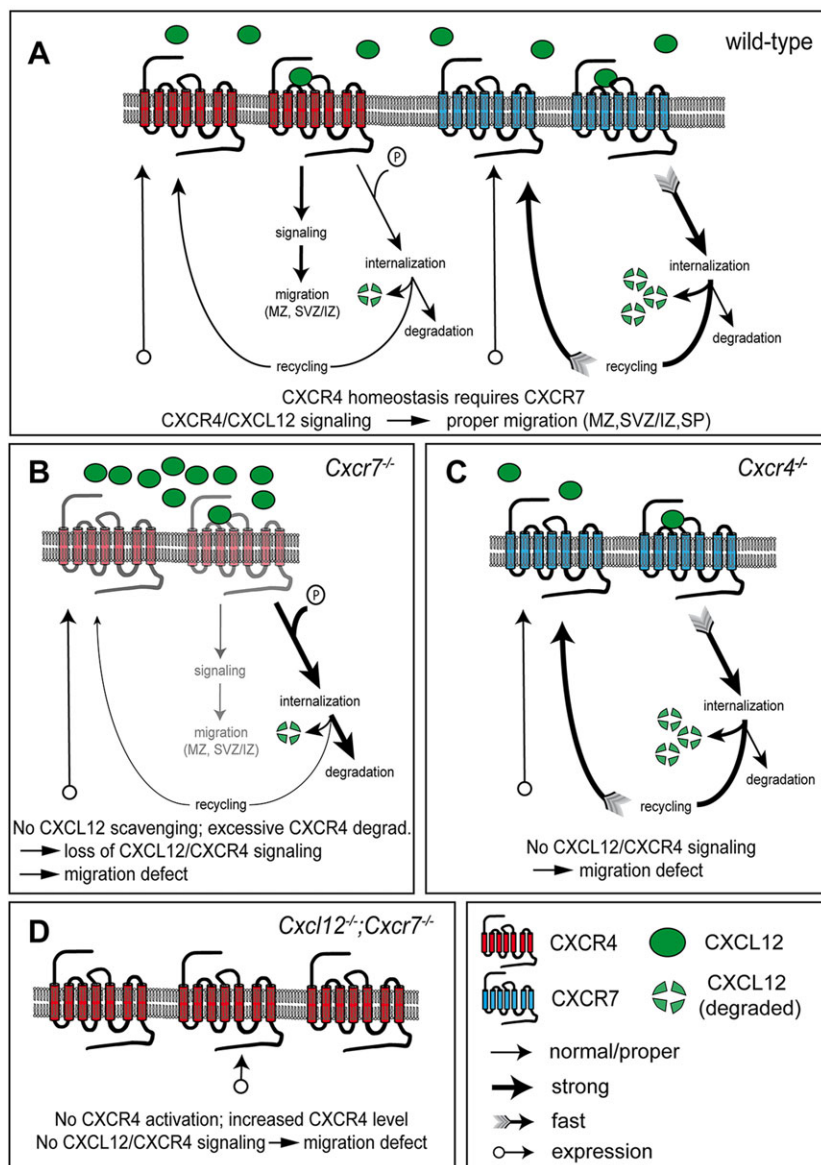 A
wild-type
P
signaling
internalization
internalization
migration
(MZ, SVZ/IZ)
degradation
degradation
recycling
recycling
CXCR4 homeostasis requires CXCR7
CXCR4/CXCL12 signaling → proper migration (MZ,SVZ/IZ,SP)
B
Cxcr7-/-
P
signaling
internalization
migration
(MZ, SVZ/IZ)
degradation
recycling
No CXCL12 scavenging; excessive CXCR4 degrad.
→ loss of CXCL12/CXCR4 signaling
→ migration defect
C
Cxcr4-/-
internalization
degradation
recycling
No CXCL12/CXCR4 signaling
→ migration defect
D
Cxcl12-/-;Cxcr7-/-
No CXCR4 activation; increased CXCR4 level
No CXCL12/CXCR4 signaling → migration defect
CXCR4
CXCL12
CXCR7
CXCL12
(degraded)
normal/proper
strong
fast
expression